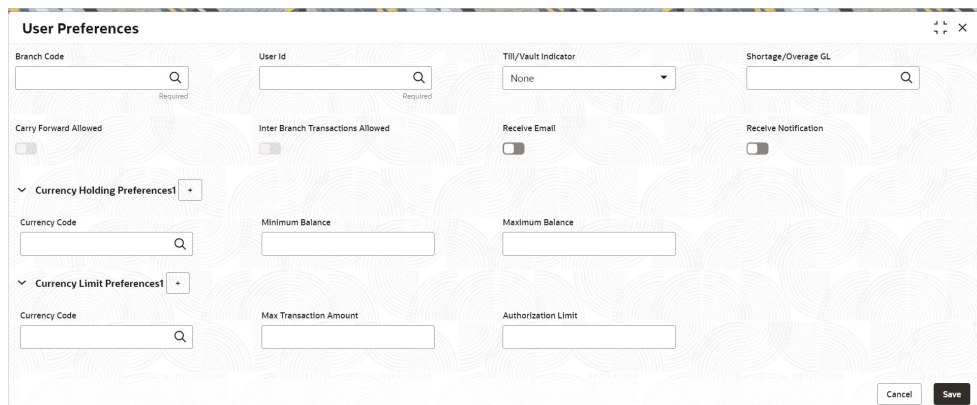 User Preferences
Branch Code User Id Till/Vault Indicator Shortage/Overage GL
None
Required Required
Carry Forward Allowed Inter Branch Transactions Allowed Receive Email Receive Notification
Currency Holding Preferences1 +
Currency Code Minimum Balance Maximum Balance
Currency Limit Preferences1 +
Currency Code Max Transaction Amount Authorization Limit
Cancel Save